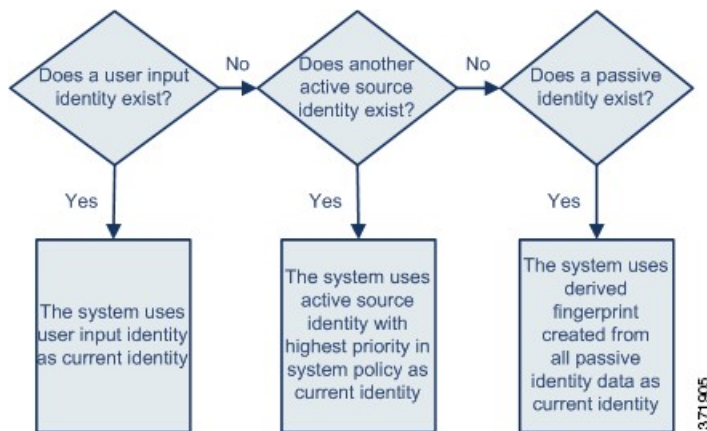 Does a user input
identity exist?
No
Does another
active source
identity exist?
No
Does a passive
identity exist?
Yes
Yes
Yes
The system uses
user input identity
as current identity
The system uses
active source
identity with
highest priority in
system policy as
current identity
The system uses
derived
fingerprint
created from
all passive
identity data as
current identity
371905